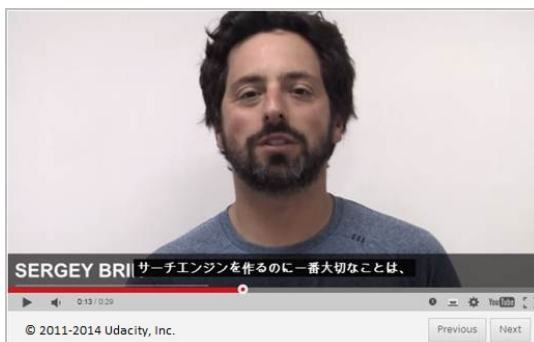 SERGEY BRI
サーチエンジンを作るのに一番大切なことは、
0:13 / 0:29
YouTube
© 2011-2014 Udacity, Inc.
Previous
Next